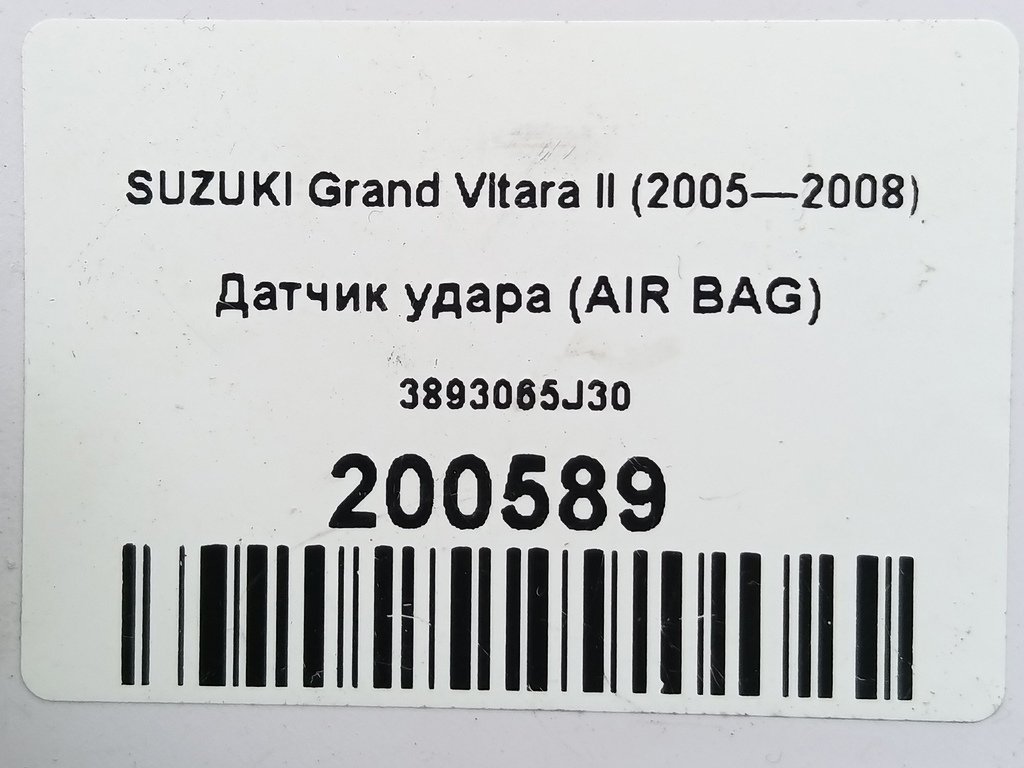 SUZUKI Grand VItara II (2005—2008)
Датчик удара (AIR BAG)
3893065J30
200589